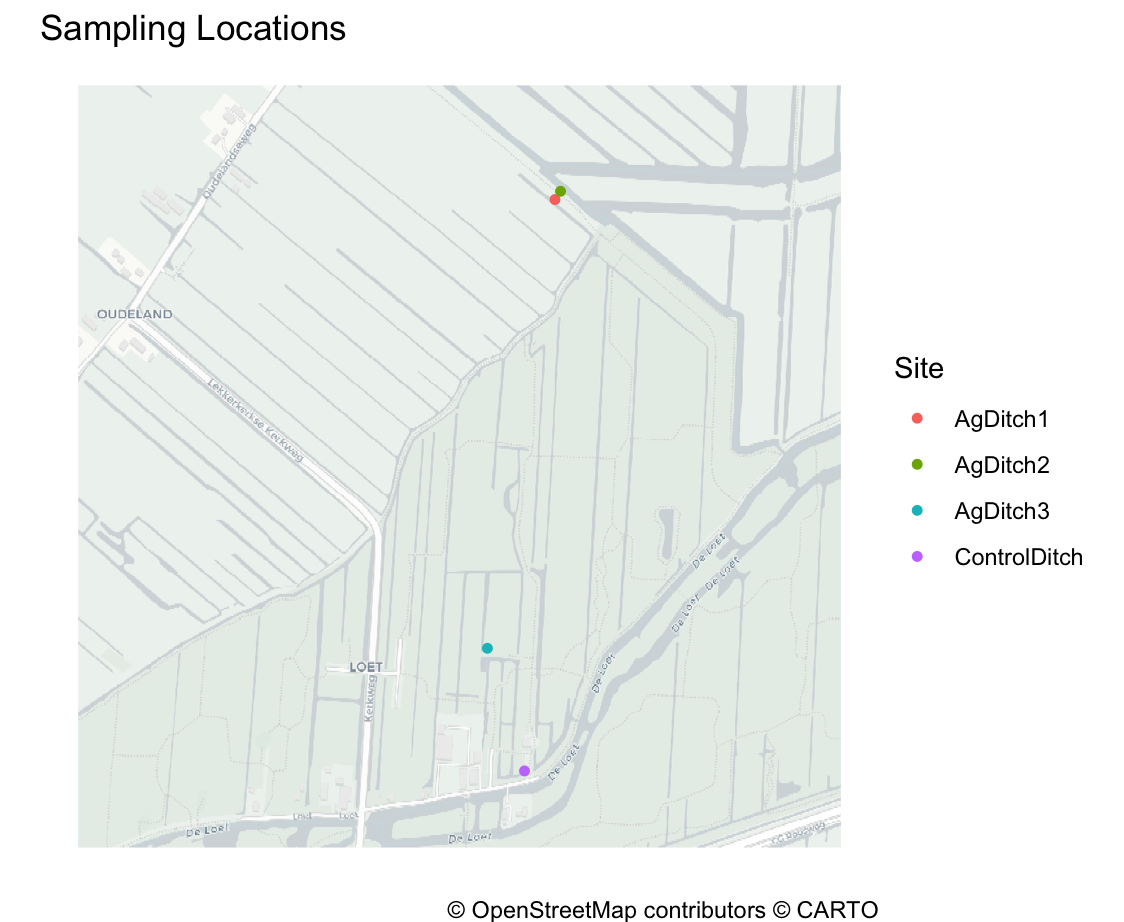 Sampling Locations
Oudelandseweg
OUDELAND
Lekkerkerkse Kerkweg
De Loet
De Loet
De Loet
De Loet
LOET
Kerkweg
De Loet
Loet
Loet
De Loet
De Loet
Site
AgDitch1
AgDitch2
AgDitch3
ControlDitch
© OpenStreetMap contributors © CARTO